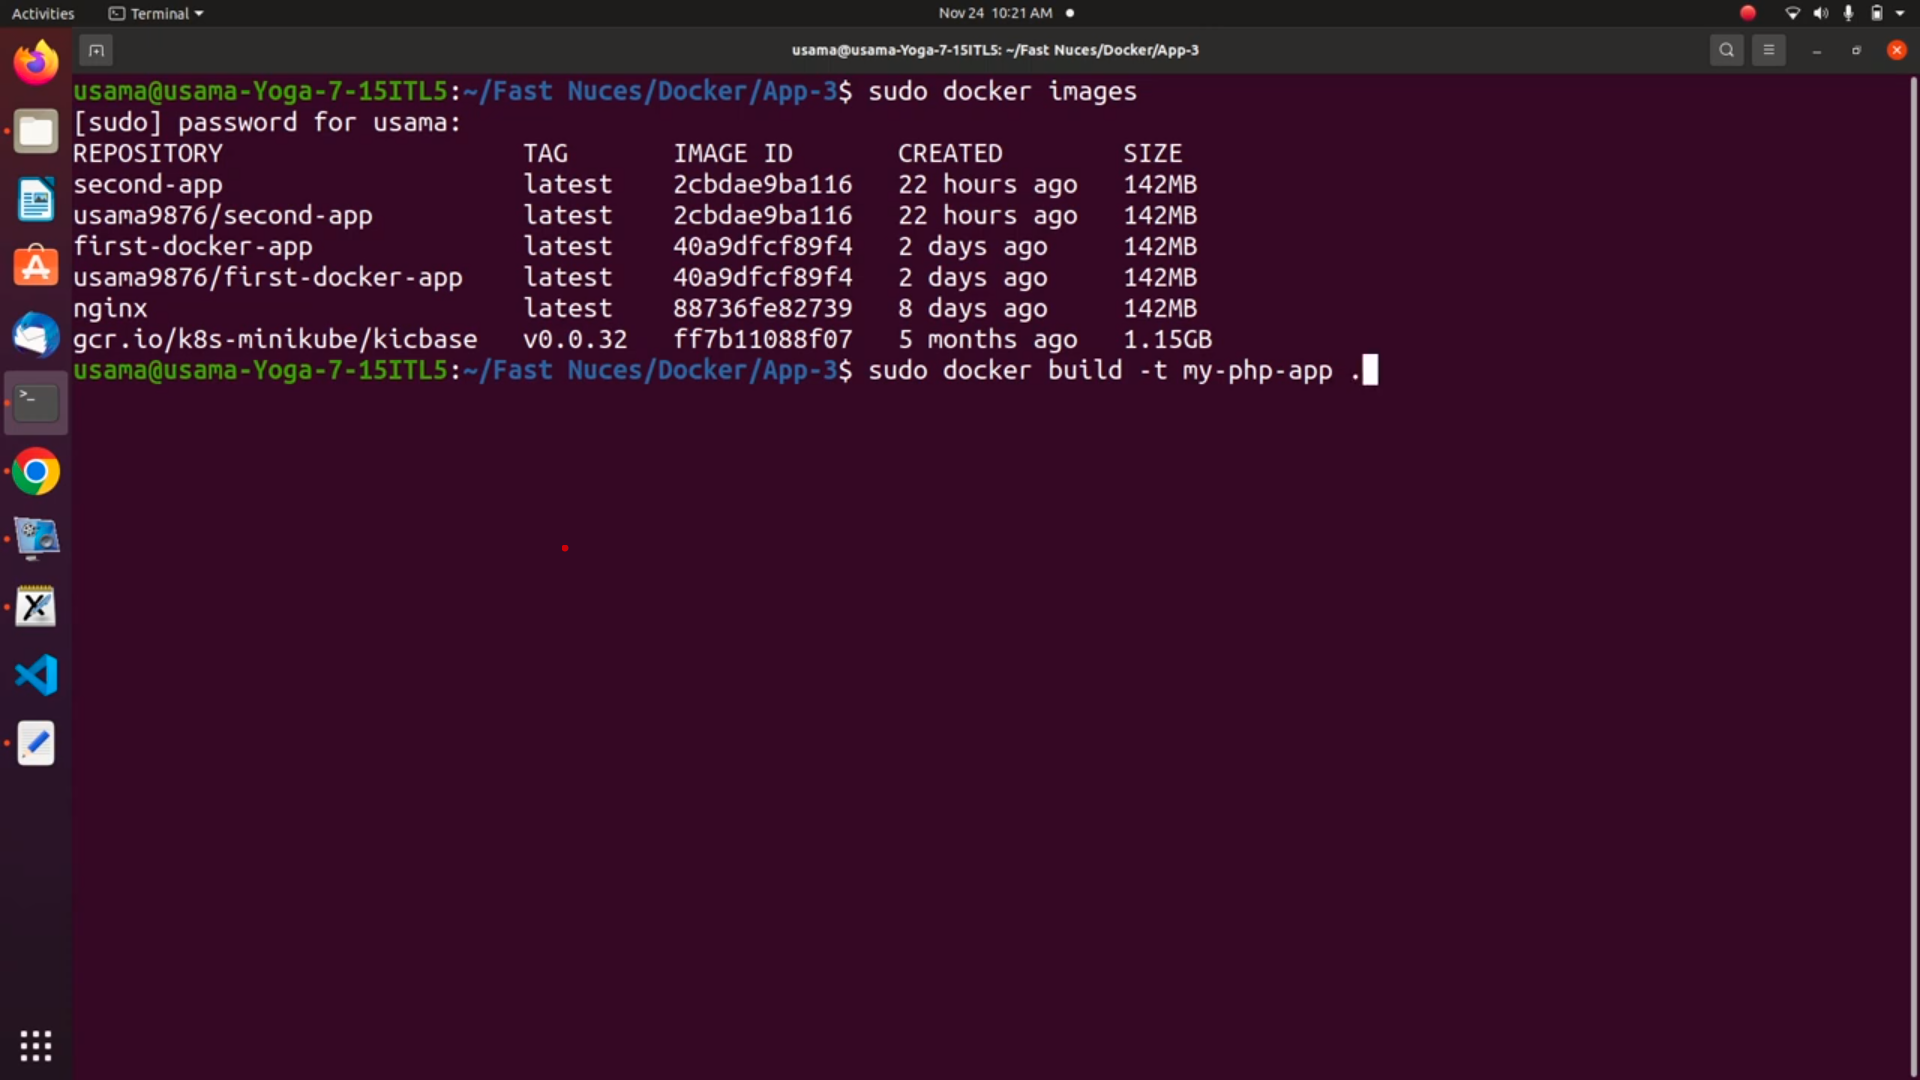 Activities Terminal Nov 24 10:21 AM
usama@usama-Yoga-7-15ITL5: ~/Fast Nuces/Docker/App-3
usama@usama-Yoga-7-15ITL5:~/Fast Nuces/Docker/App-3$ sudo docker images
[sudo] password for usama:
REPOSITORY TAG IMAGE ID CREATED SIZE
second-app latest 2cbdae9ba116 22 hours ago 142MB
usama9876/second-app latest 2cbdae9ba116 22 hours ago 142MB
first-docker-app latest 40a9dfcf89f4 2 days ago 142MB
usama9876/first-docker-app latest 40a9dfcf89f4 2 days ago 142MB
nginx latest 88736fe82739 8 days ago 142MB
gcr.io/k8s-minikube/kicbase v0.0.32 ff7b11088f07 5 months ago 1.15GB
usama@usama-Yoga-7-15ITL5:~/Fast Nuces/Docker/App-3$ sudo docker build -t my-php-app .